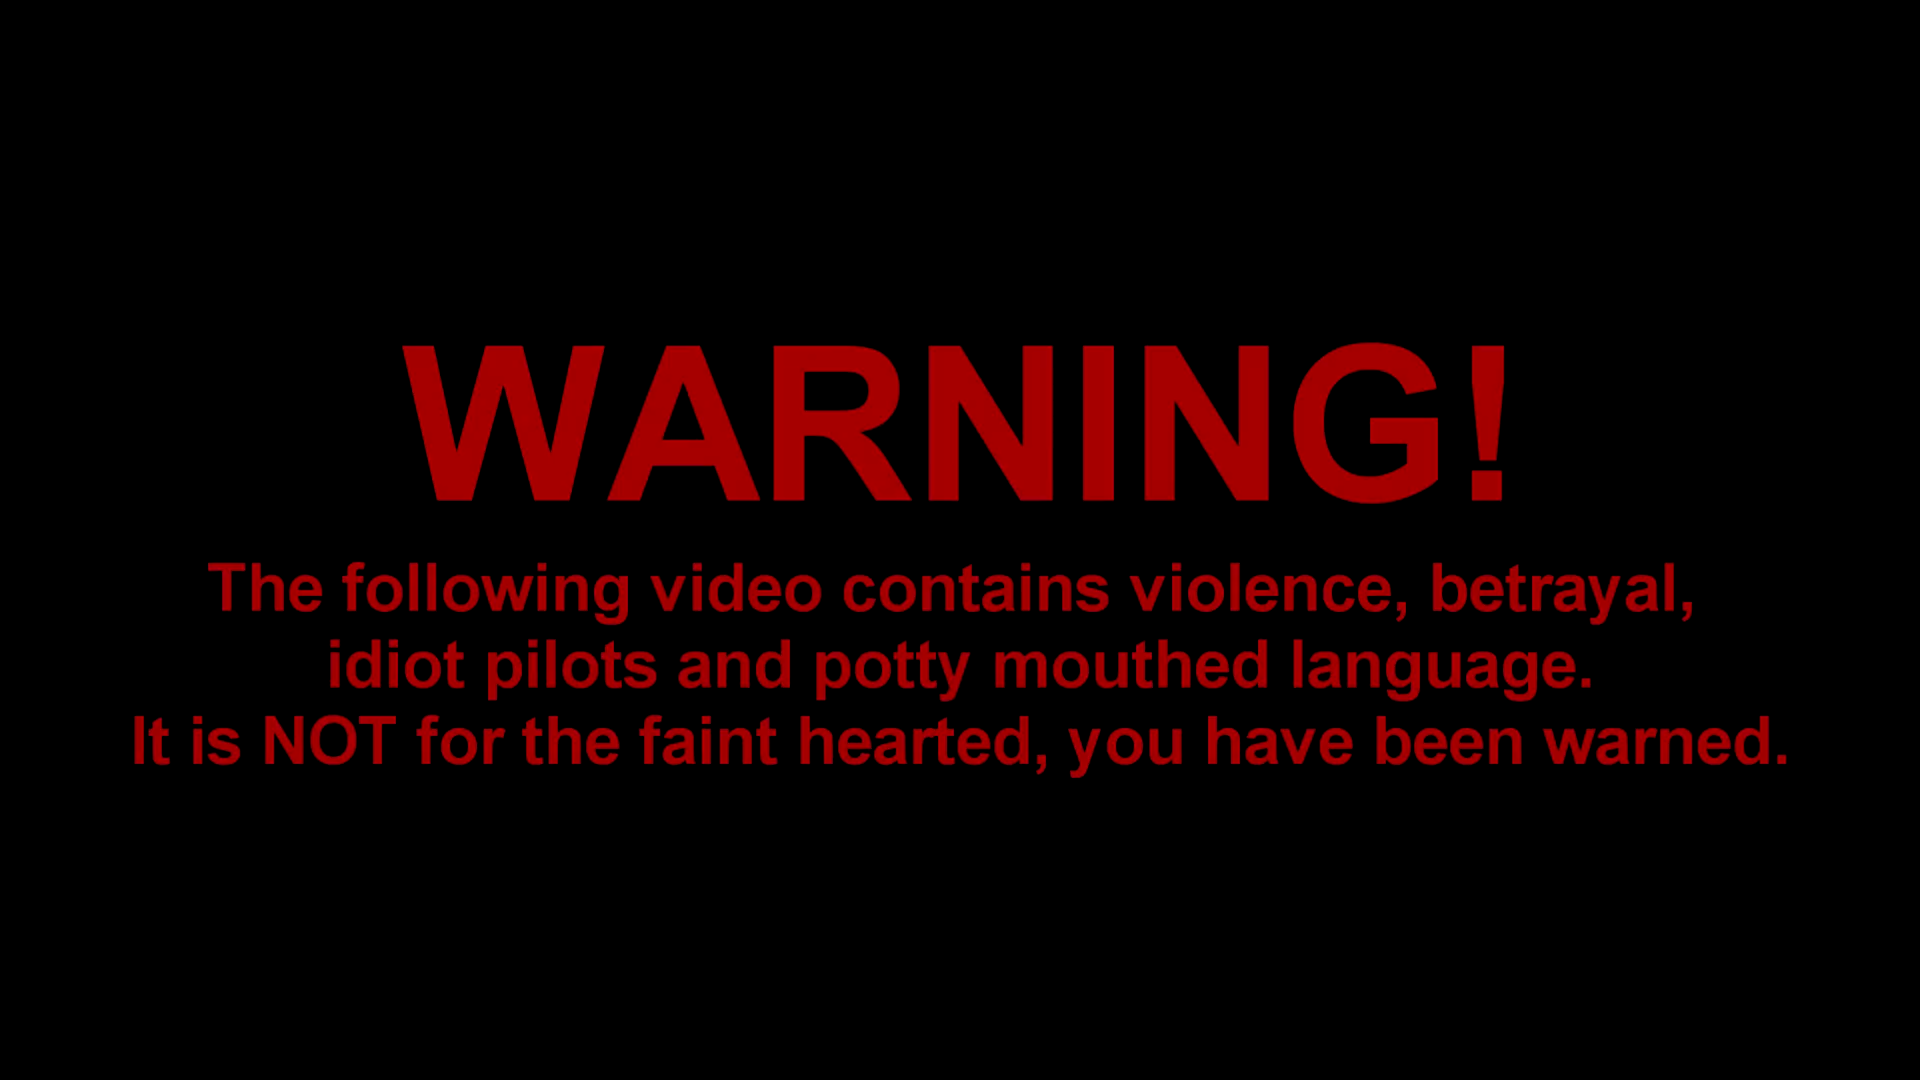 WARNING!
The following video contains violence, betrayal,
idiot pilots and potty mouthed language.
It is NOT for the faint hearted, you have been warned.